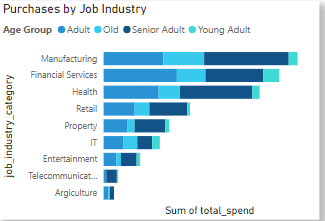 Purchases by Job Industry
Age Group Adult Old Senior Adult Young Adult
Manufacturing
Financial Services
Health
Retail
Property
IT
Entertainment
Telecommunicat...
Argiculture
job_industry_category
Sum of total_spend